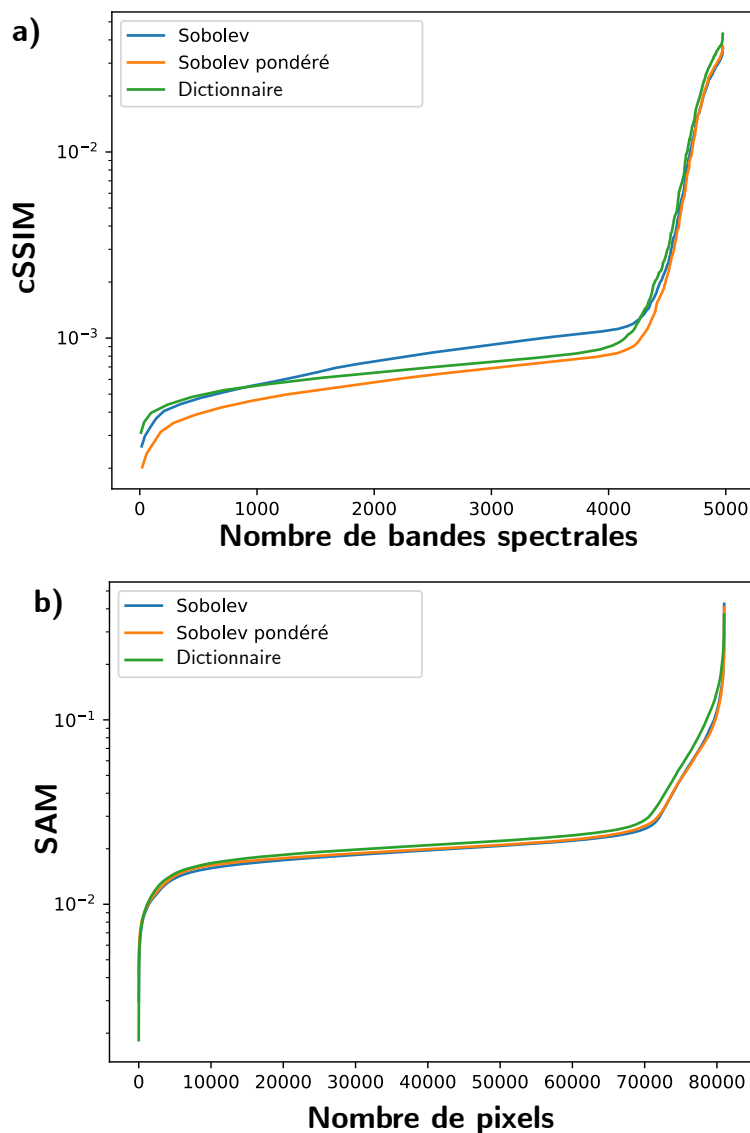 a)
Sobolev
Sobolev pondéré
Dictionnaire
10⁻²
10⁻³
cSSIM
0 1000 2000 3000 4000 5000
Nombre de bandes spectrales
b)
Sobolev
Sobolev pondéré
Dictionnaire
10⁻¹
10⁻²
SAM
0 10000 20000 30000 40000 50000 60000 70000 80000
Nombre de pixels